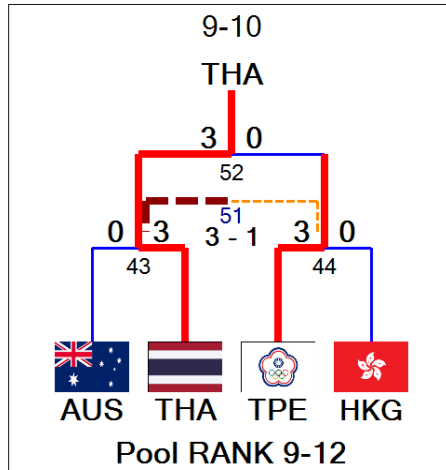 9-10
THA
3 0
52
51
0 3 3 - 1 3 0
43 44
AUS THA TPE HKG
Pool RANK 9-12